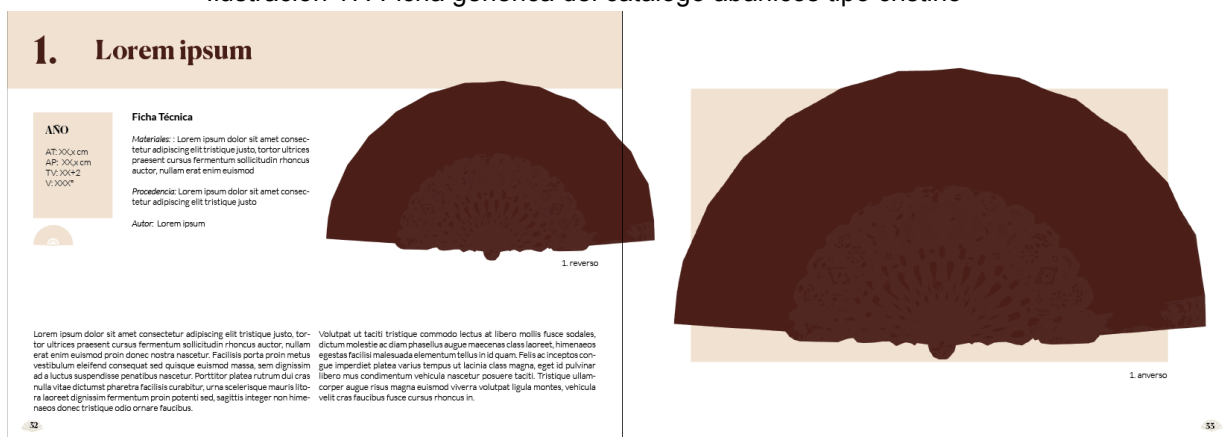 1. Lorem ipsum
AÑO
AT: XX,x cm
AP: XX,x cm
TV: XX+2
V: XXX°
Ficha Técnica
Materiales: : Lorem ipsum dolor sit amet consec-
tetur adipiscing elit tristique justo, tortor ultrices
praesent cursus fermentum sollicitudin rhoncus
auctor, nullam erat enim euismod
Procedencia: Lorem ipsum dolor sit amet consec-
tetur adipiscing elit tristique justo
Autor: Lorem ipsum
1. reverso
Lorem ipsum dolor sit amet consectetur adipiscing elit tristique justo, tor-
tor ultrices praesent cursus fermentum sollicitudin rhoncus auctor, nullam
erat enim euismod proin donec nostra nascetur. Facilisis porta proin metus
vestibulum eleifend consequat sed quisque euismod massa, sem dignissim
ad a luctus suspendisse penatibus nascetur. Porttitor platea rutrum dui cras
nulla vitae dictumst pharetra facilisis curabitur, urna scelerisque mauris lito-
ra laoreet dignissim fermentum proin potenti sed, sagittis integer non hime-
naeos donec tristique odio ornare faucibus.
Volutpat ut taciti tristique commodo lectus at libero mollis fusce sodales,
dictum molestie ac diam phasellus augue maecenas class laoreet, himenaeos
egestas facilisi malesuada elementum tellus in id quam. Felis ac inceptos con-
gue imperdiet platea varius tempus ut lacinia class magna, eget id pulvinar
libero mus condimentum vehicula nascetur posuere taciti. Tristique ullam-
corper augue risus magna euismod viverra volutpat ligula montes, vehicula
velit cras faucibus fusce cursus rhoncus in.
32
1. anverso
33